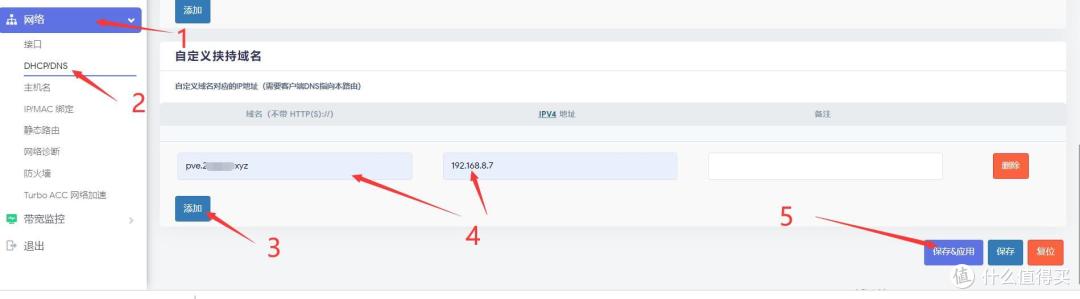 添加
网络
1
接口
DHCP/DNS
2
主机名
IP/MAC 绑定
静态路由
网络诊断
防火墙
Turbo ACC 网络加速
带宽监控
退出
自定义挟持域名
自定义域名对应的IP地址（需要客户端DNS指向本路由）
域名（不带 HTTP(S)://） IPV4 地址 备注
pve.2 xyz 192.168.8.7 删除
添加
3
4
5
保存&应用 保存 复位
值 什么值得买